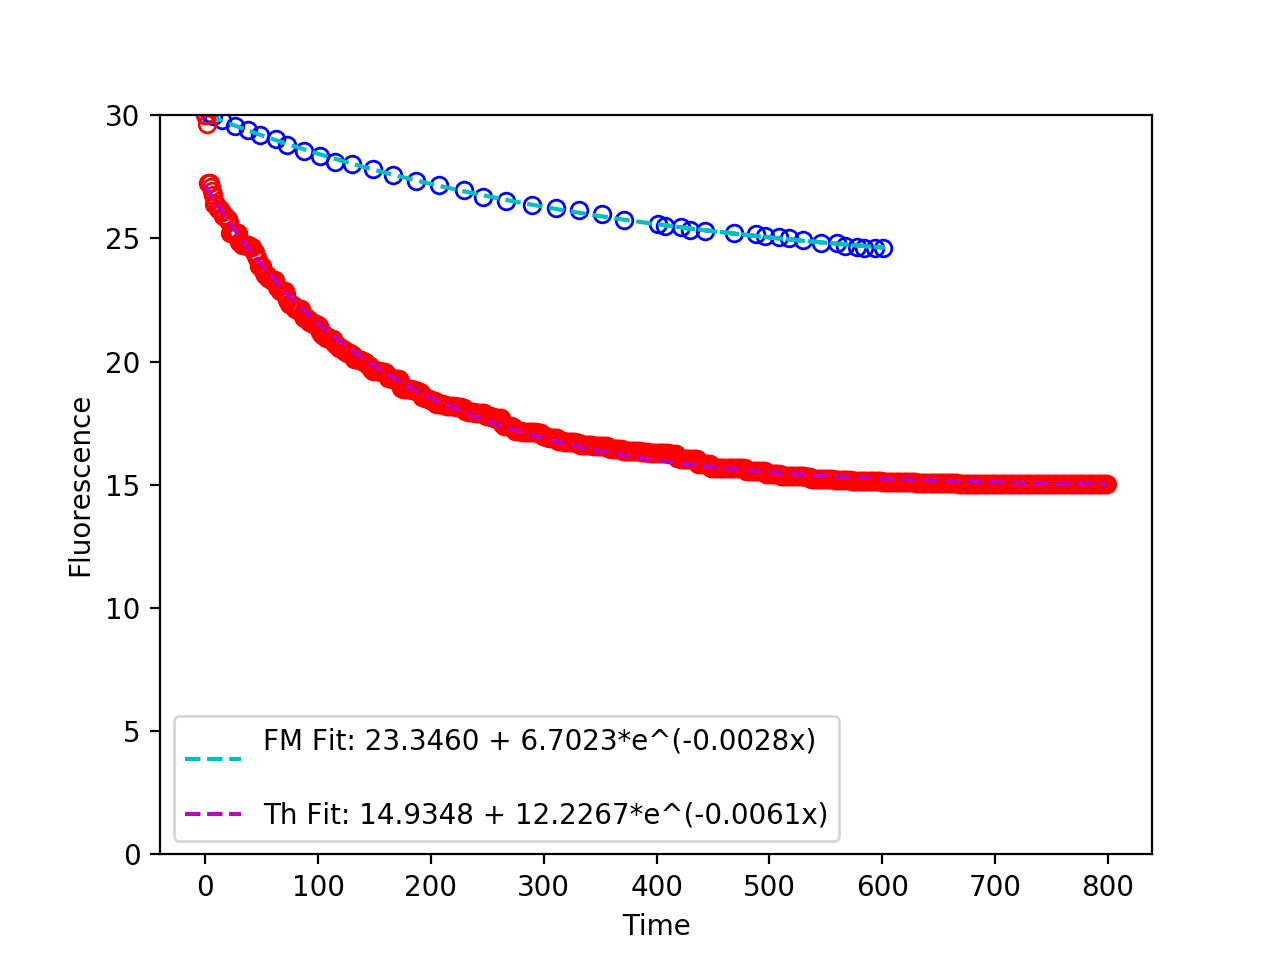 30
25
20
15
10
5
0
Fluorescence
FM Fit: 23.3460 + 6.7023*e^(-0.0028x)
Th Fit: 14.9348 + 12.2267*e^(-0.0061x)
0 100 200 300 400 500 600 700 800
Time